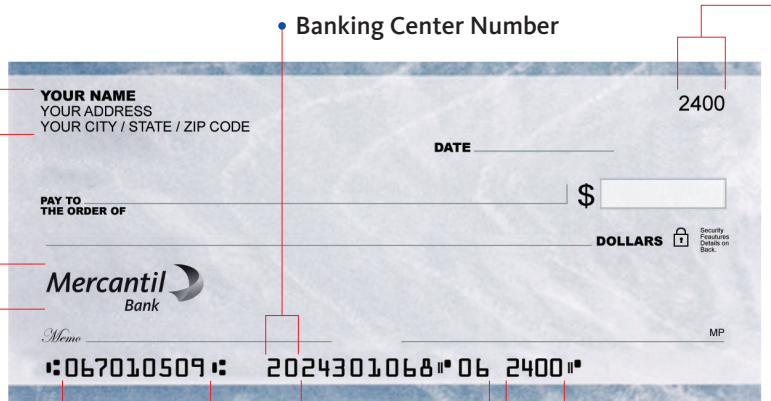 Banking Center Number
YOUR NAME
YOUR ADDRESS
YOUR CITY / STATE / ZIP CODE
2400
DATE
PAY TO
THE ORDER OF
$
DOLLARS
Security
Feautures
Details on
Back.
Mercantil
Bank
Memo
MP
⑆067010509⑆ 2024301068⑈ 06 2400⑈